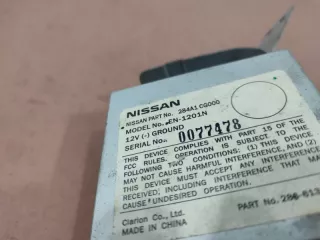 NISSAN
NISSAN PART No. 284A1 CG000
MODEL No. EN-1201N
12V (-) GROUND
SERIAL No. 0077478
THIS DEVICE COMPLIES WITH PART 15 OF THE
FCC RULES. OPERATION IS SUBJECT TO THE
FOLLOWING TWO CONDITIONS: (1) THIS DEVICE
MAY NOT CAUSE HARMFUL INTERFERENCE, AND (2)
THIS DEVICE MUST ACCEPT ANY INTERFERENCE
RECEIVED, INCLUDING INTERFERENCE THAT
MAY CAUSE UNDESIRED
Clarion Co., Ltd.
MADE IN CHINA
PART No.